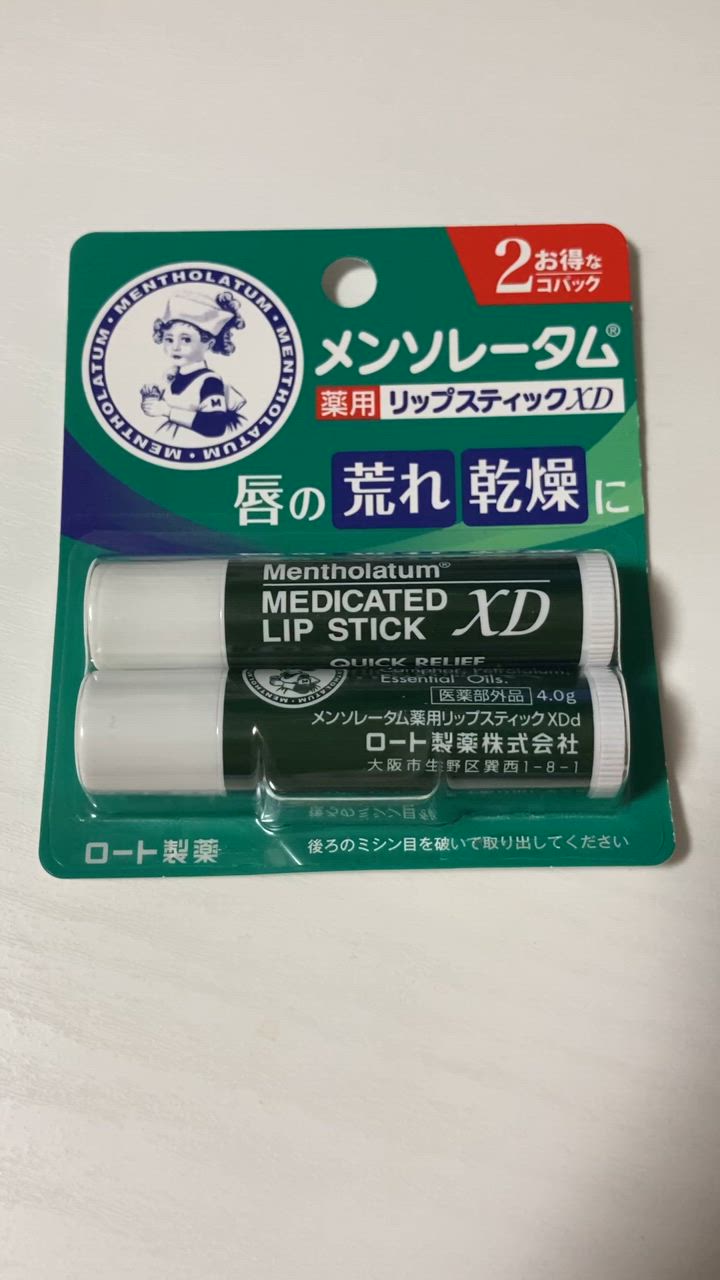 2お得な
コパック
MENTHOLATUM・MENTHOLATUM・MENTHOLATUM・
M
メンソレータム®
薬用 リップスティックXD
唇の荒れ乾燥に
Mentholatum®
MEDICATED
LIP STICK XD
QUICK RELIEF
Camphor, Petrolatum,
Essential Oils.
医薬部外品 4.0g
メンソレータム薬用リップスティックXDd
ロート製薬株式会社
大阪市生野区巽西1-8-1
ロート製薬
後ろのミシン目を破いて取り出してください